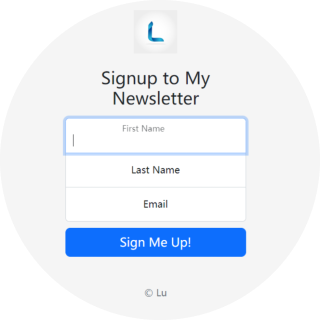 Signup to My
Newsletter
First Name
Last Name
Email
Sign Me Up!
© Lu